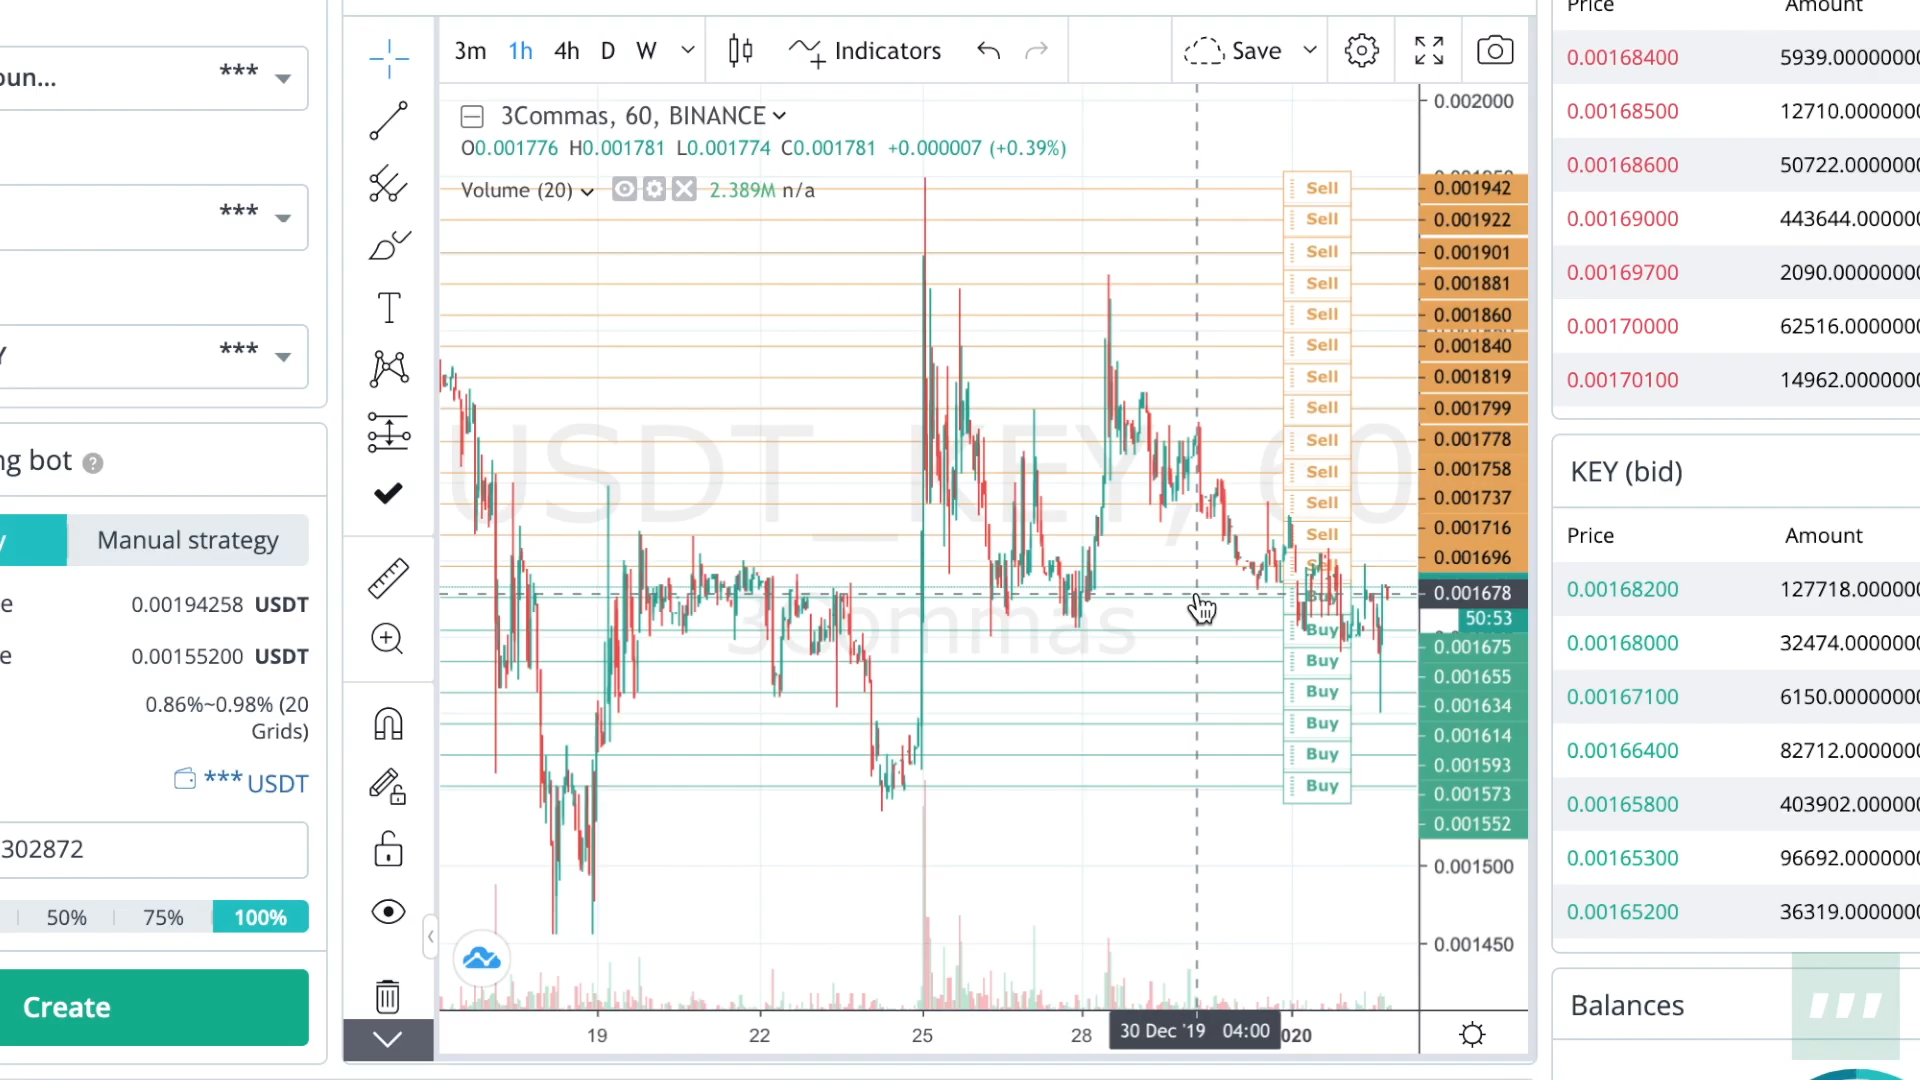 Price Amount
oun... ***
***
Y ***
ng bot ?
y Manual strategy
e 0.00194258 USDT
e 0.00155200 USDT
0.86%~0.98% (20
Grids)
*** USDT
302872
50% 75% 100%
Create
3m 1h 4h D W Indicators Save
3Commas, 60, BINANCE
O0.001776 H0.001781 L0.001774 C0.001781 +0.000007 (+0.39%)
Volume (20) 2.389M n/a
USDT_KEY, 60
3Commas
Sell
Sell
Sell
Sell
Sell
Sell
Sell
Sell
Sell
Sell
Sell
Sell
Sell
Buy
Buy
Buy
Buy
Buy
Buy
Buy
0.002000
0.001942
0.001922
0.001901
0.001881
0.001860
0.001840
0.001819
0.001799
0.001778
0.001758
0.001737
0.001716
0.001696
0.001678
50:53
0.001675
0.001655
0.001634
0.001614
0.001593
0.001573
0.001552
0.001500
0.001450
19 22 25 28 30 Dec '19 04:00 020
0.00168400 5939.0000000
0.00168500 12710.000000
0.00168600 50722.000000
0.00169000 443644.00000
0.00169700 2090.0000000
0.00170000 62516.000000
0.00170100 14962.000000
KEY (bid)
Price Amount
0.00168200 127718.00000
0.00168000 32474.000000
0.00167100 6150.0000000
0.00166400 82712.000000
0.00165800 403902.00000
0.00165300 96692.000000
0.00165200 36319.000000
Balances